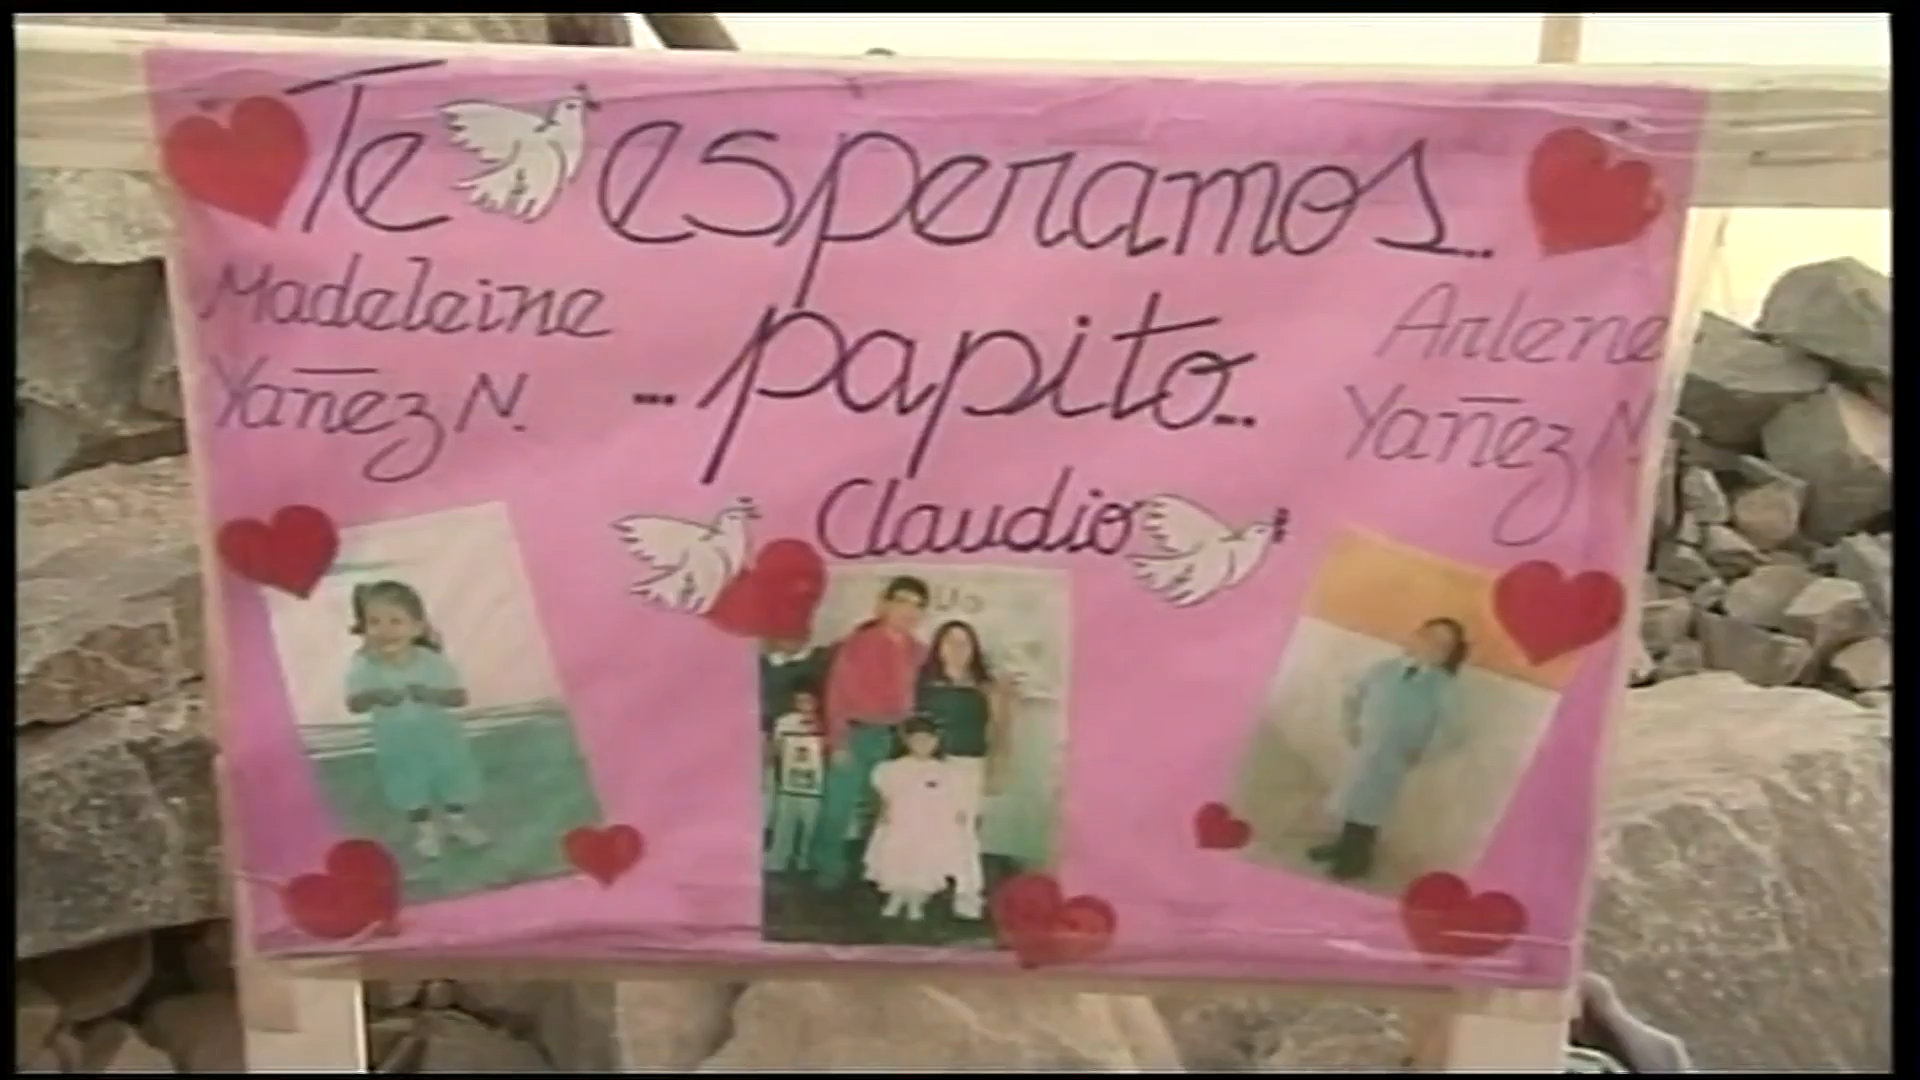 Te esperamos..
Madeleine
Yañez N.
... papito...
Arlene
Yañez N.
Claudio